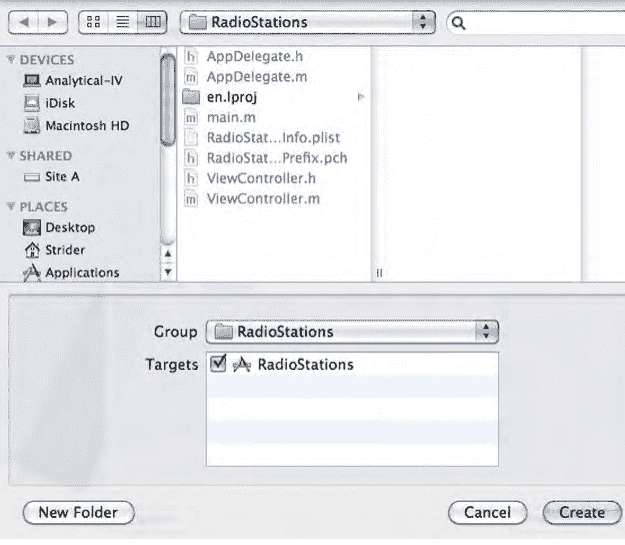 RadioStations
DEVICES
Analytical-IV
iDisk
Macintosh HD
SHARED
Site A
PLACES
Desktop
Strider
Applications
h AppDelegate.h
m AppDelegate.m
en.lproj
m main.m
RadioStat...Info.plist
h RadioStat...Prefix.pch
h ViewController.h
m ViewController.m
Group RadioStations
Targets RadioStations
New Folder Cancel Create